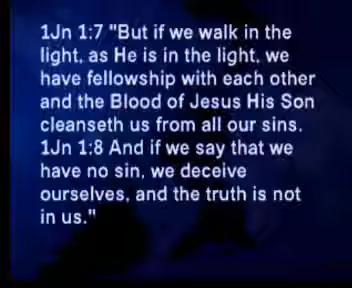 1Jn 1:7 "But if we walk in the
light, as He is in the light, we
have fellowship with each other
and the Blood of Jesus His Son
cleanseth us from all our sins.
1Jn 1:8 And if we say that we
have no sin, we deceive
ourselves, and the truth is not
in us."